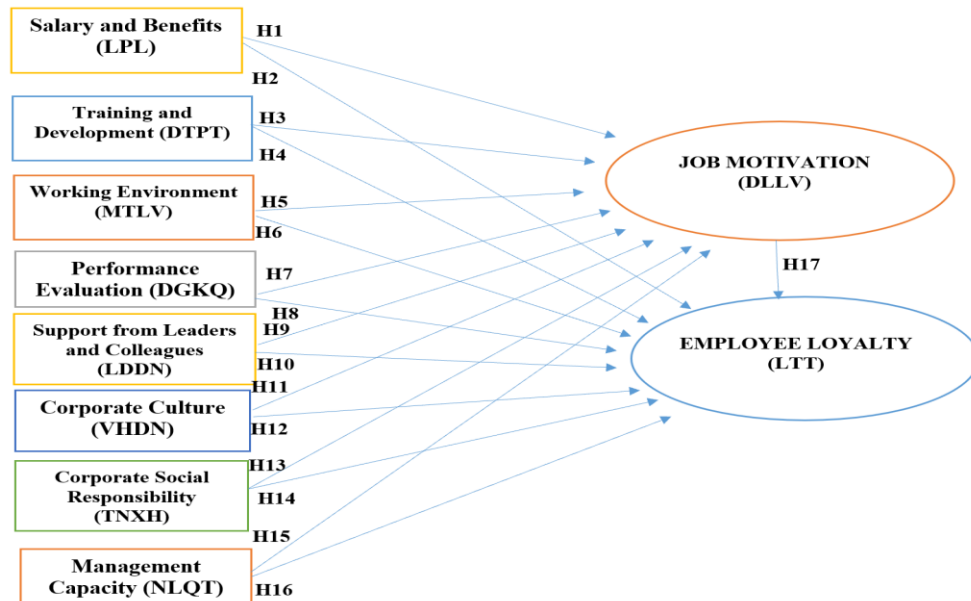 Salary and Benefits
(LPL)
H1
H2
Training and
Development (DTPT)
H3
H4
Working Environment
(MTLV)
H5
H6
Performance
Evaluation (DGKQ)
H7
H8
Support from Leaders
and Colleagues
(LDDN)
H9
H10
Corporate Culture
(VHDN)
H11
H12
Corporate Social
Responsibility
(TNXH)
H13
H14
Management
Capacity (NLQT)
H15
H16
JOB MOTIVATION
(DLLV)
H17
EMPLOYEE LOYALTY
(LTT)